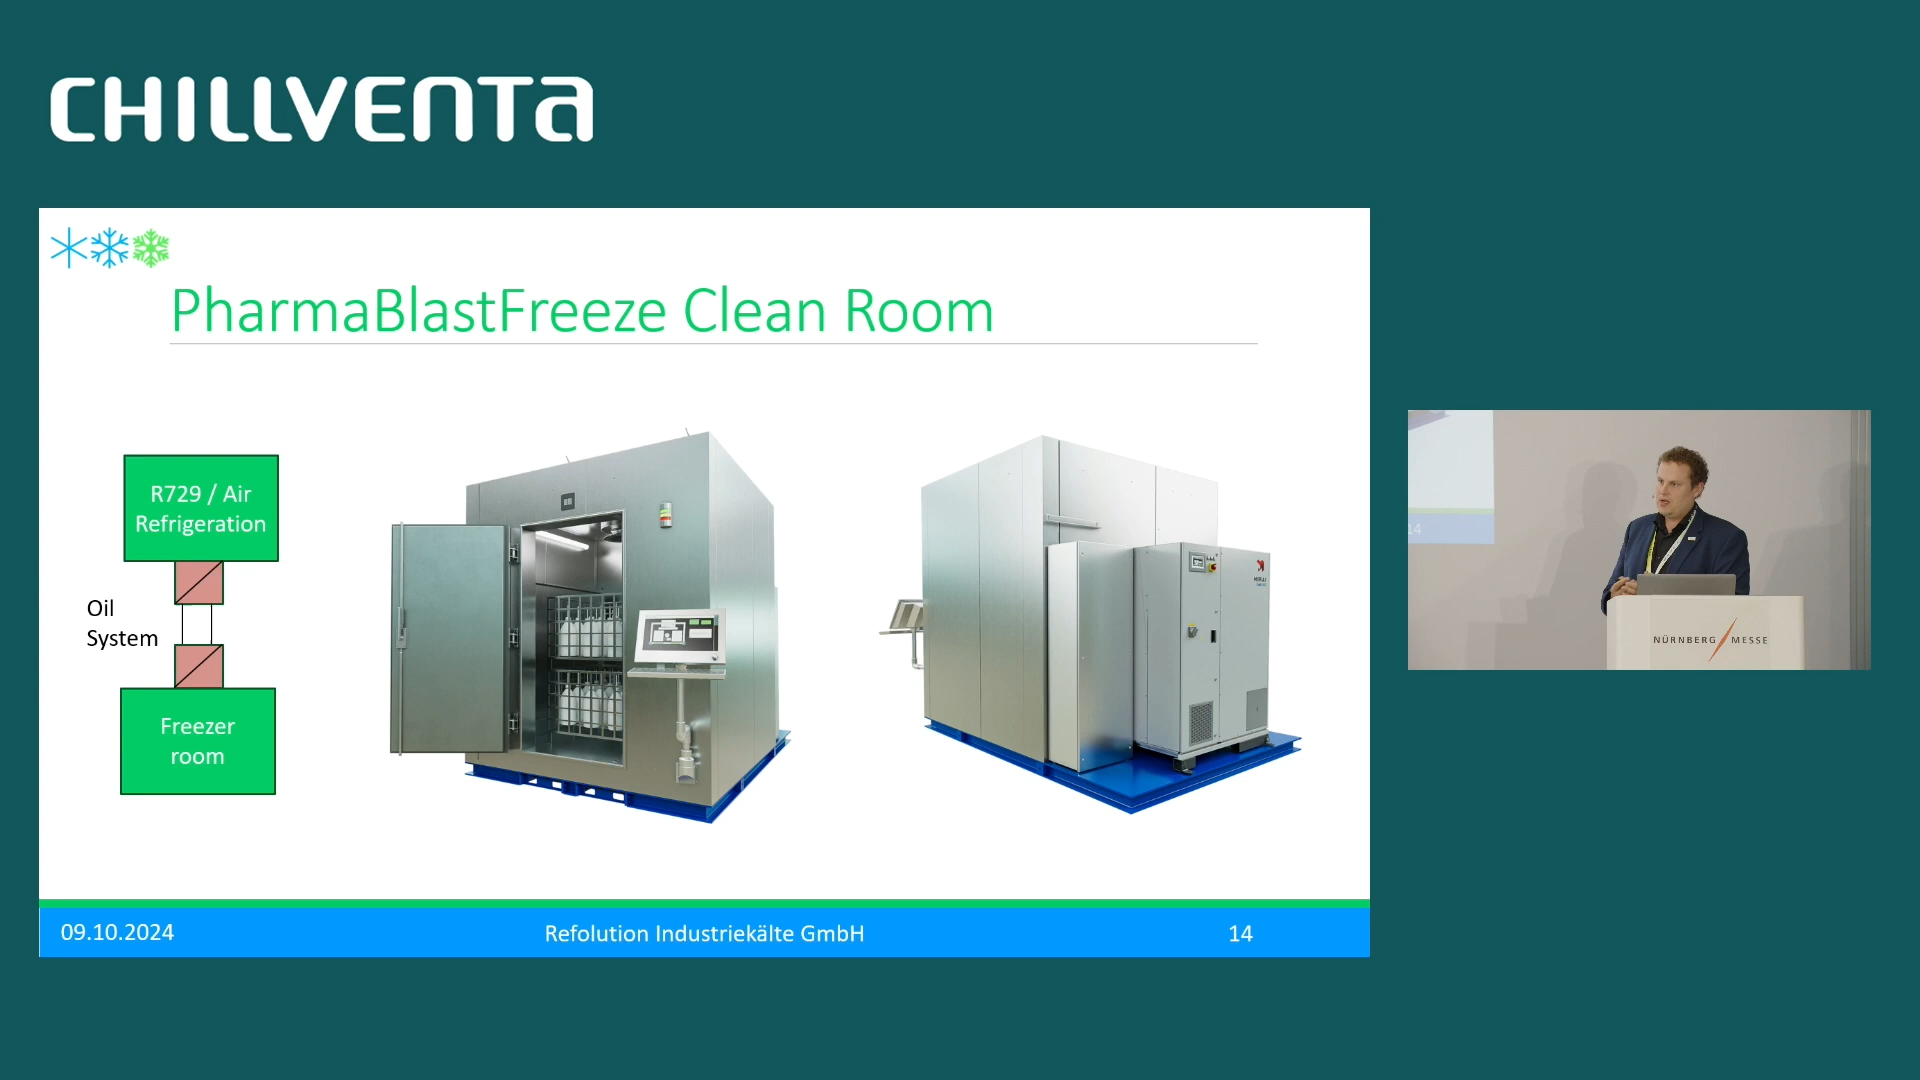 CHILLVENTA
PharmaBlastFreeze Clean Room
R729 / Air
Refrigeration
Oil
System
Freezer
room
09.10.2024
Refolution Industriekälte GmbH
14
14
NÜRNBERG MESSE